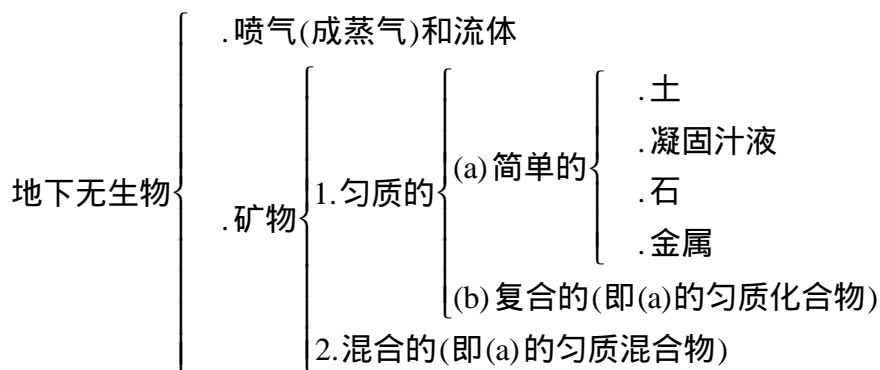 .喷气(成蒸气)和流体
.土
.凝固汁液
(a)简单的
地下无生物
1.匀质的
.石
.矿物
.金属
(b)复合的(即(a)的匀质化合物)
2.混合的(即(a)的匀质混合物)